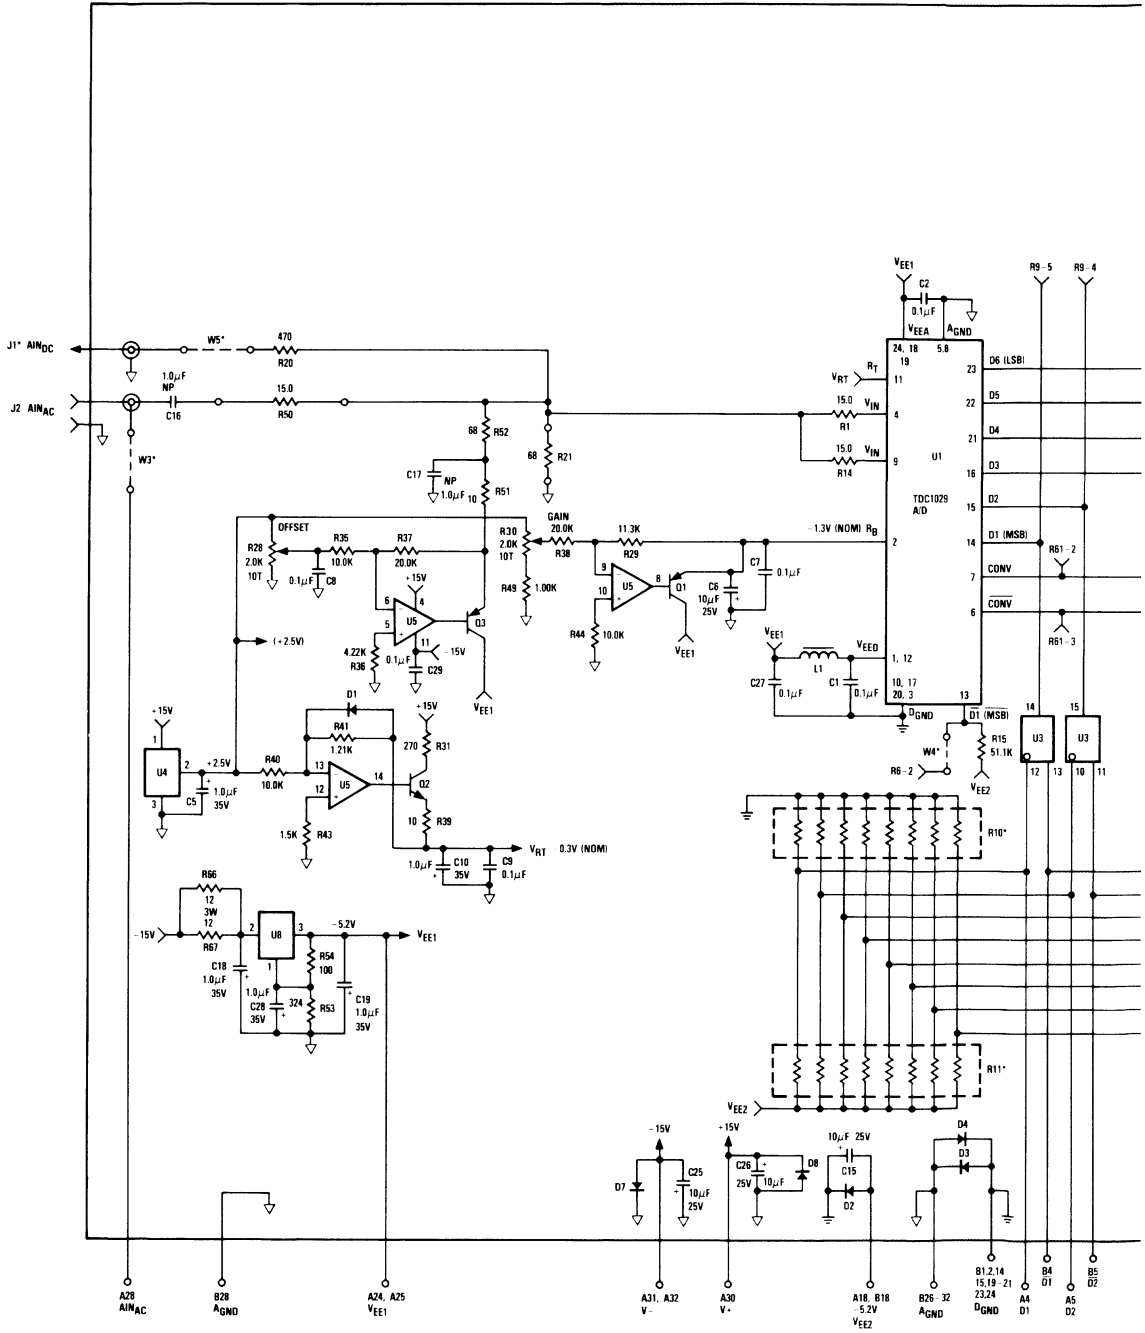 VEE1
C2
0.1µF
VEEA
AGND
R9-5
R9-4
J1* AINDC
W5*
470
R20
J2 AINAC
1.0µF
NP
C16
15.0
R50
W3*
68
R52
C17
NP
1.0µF
10
R51
68
R21
24, 18
19
5,8
RT
VRT
11
15.0
VIN
4
R1
15.0
VIN
9
R14
U1
TDC1029
A/D
23
D6 (LSB)
22
D5
21
D4
16
D3
15
D2
14
D1 (MSB)
R61-2
7
CONV
6
CONV
R61-3
OFFSET
R28
2.0K
10T
R35
10.0K
R37
20.0K
0.1µF
C8
+15V
4
6
5
U5
11
-15V
4.22K
R36
0.1µF
C29
Q3
VEE1
GAIN
R30
2.0K
10T
20.0K
R38
11.3K
R29
R49
1.00K
9
10
U5
8
Q1
R44
10.0K
VEE1
-1.3V (NOM) RB
2
C6
10µF
25V
C7
0.1µF
(+2.5V)
VEE1
L1
VEED
1, 12
C27
0.1µF
C1
0.1µF
10, 17
20, 3
DGND
13
D1 (MSB)
W4*
R6-2
R15
51.1K
VEE2
14
U3
12
13
15
U3
10
11
+15V
1
U4
2
3
+2.5V
C5
1.0µF
35V
R40
10.0K
D1
R41
1.21K
13
12
U5
14
1.5K
R43
+15V
270
R31
Q2
10
R39
VRT -0.3V (NOM)
1.0µF
C10
35V
C9
0.1µF
R10*
R66
12
3W
12
R67
-15V
2
U8
3
1
-5.2V
VEE1
R54
100
C18
1.0µF
35V
1.0µF
C28
35V
324
R53
C19
1.0µF
35V
R11*
VEE2
-15V
D7
C25
10µF
25V
+15V
C26
25V
10µF
D8
10µF 25V
C15
D2
D4
D3
A28
AINAC
B28
AGND
A24, A25
VEE1
A31, A32
V-
A30
V+
A18, B18
-5.2V
VEE2
B26-32
AGND
B1,2,14
15,19-21
23,24
DGND
A4
D1
B4
D1
A5
D2
B5
D2